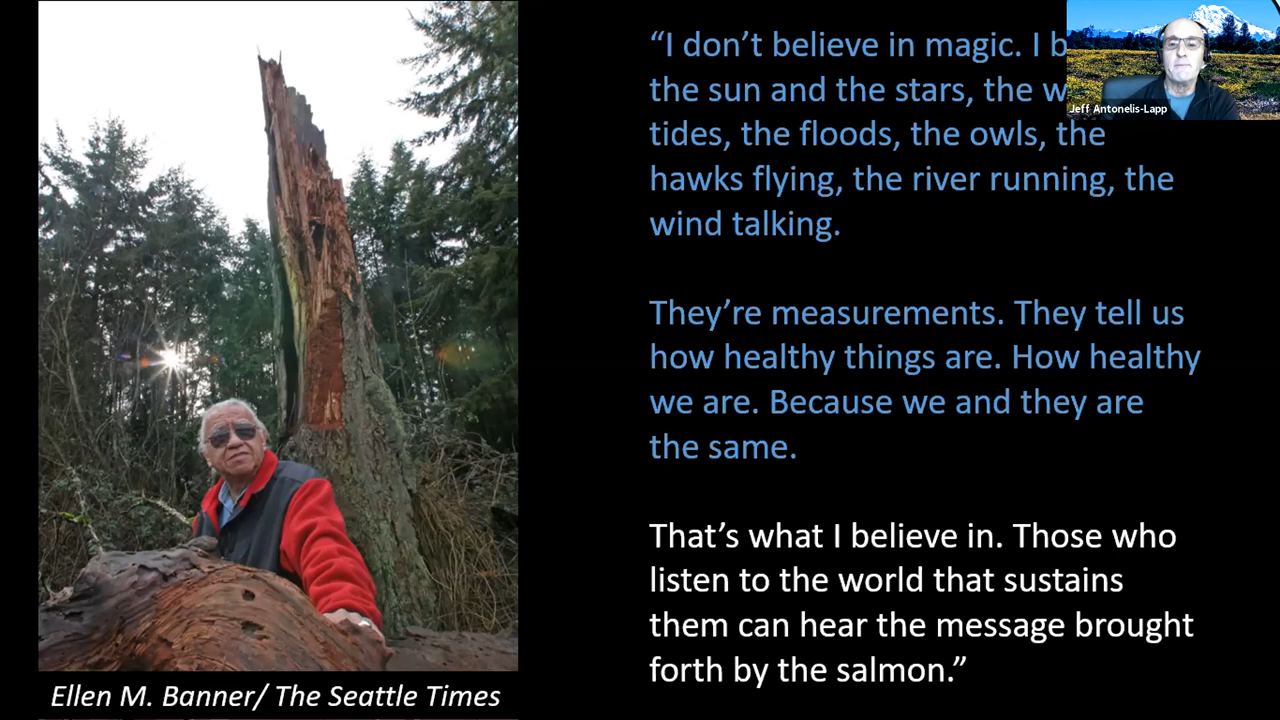 “I don’t believe in magic. I b
the sun and the stars, the w
tides, the floods, the owls, the
hawks flying, the river running, the
wind talking.
They’re measurements. They tell us
how healthy things are. How healthy
we are. Because we and they are
the same.
That’s what I believe in. Those who
listen to the world that sustains
them can hear the message brought
forth by the salmon.”
Ellen M. Banner/ The Seattle Times
Jeff Antonelis-Lapp